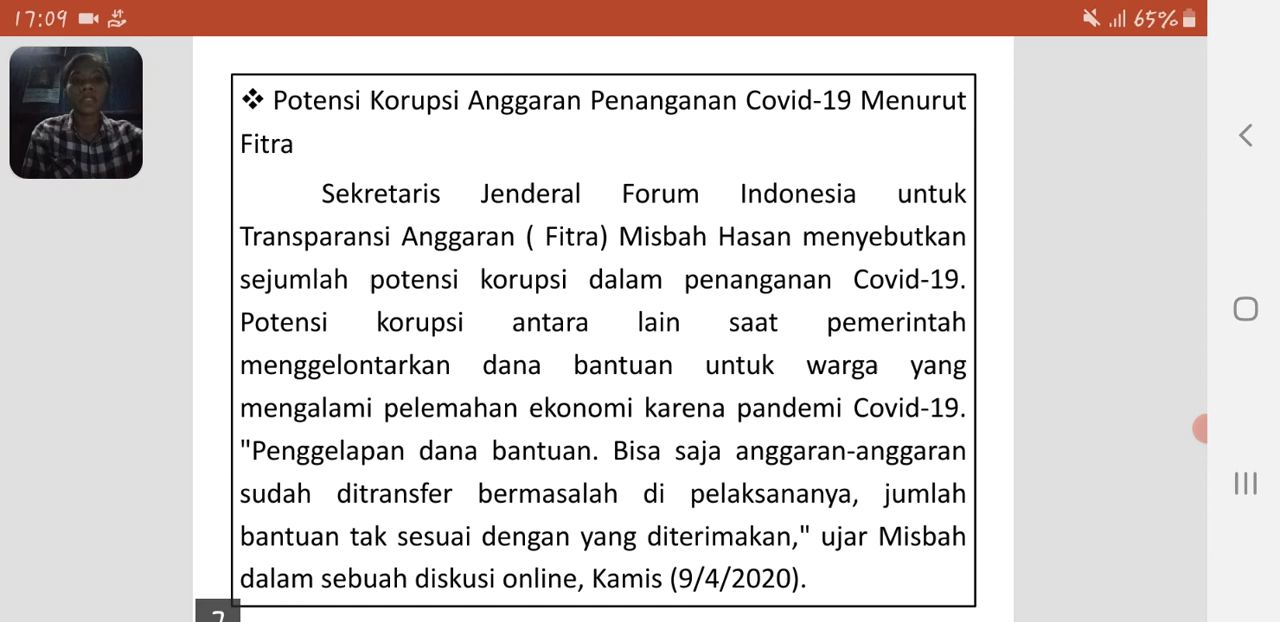 17:09
65%
❖ Potensi Korupsi Anggaran Penanganan Covid-19 Menurut
Fitra
Sekretaris Jenderal Forum Indonesia untuk
Transparansi Anggaran ( Fitra) Misbah Hasan menyebutkan
sejumlah potensi korupsi dalam penanganan Covid-19.
Potensi korupsi antara lain saat pemerintah
menggelontarkan dana bantuan untuk warga yang
mengalami pelemahan ekonomi karena pandemi Covid-19.
"Penggelapan dana bantuan. Bisa saja anggaran-anggaran
sudah ditransfer bermasalah di pelaksananya, jumlah
bantuan tak sesuai dengan yang diterimakan," ujar Misbah
dalam sebuah diskusi online, Kamis (9/4/2020).